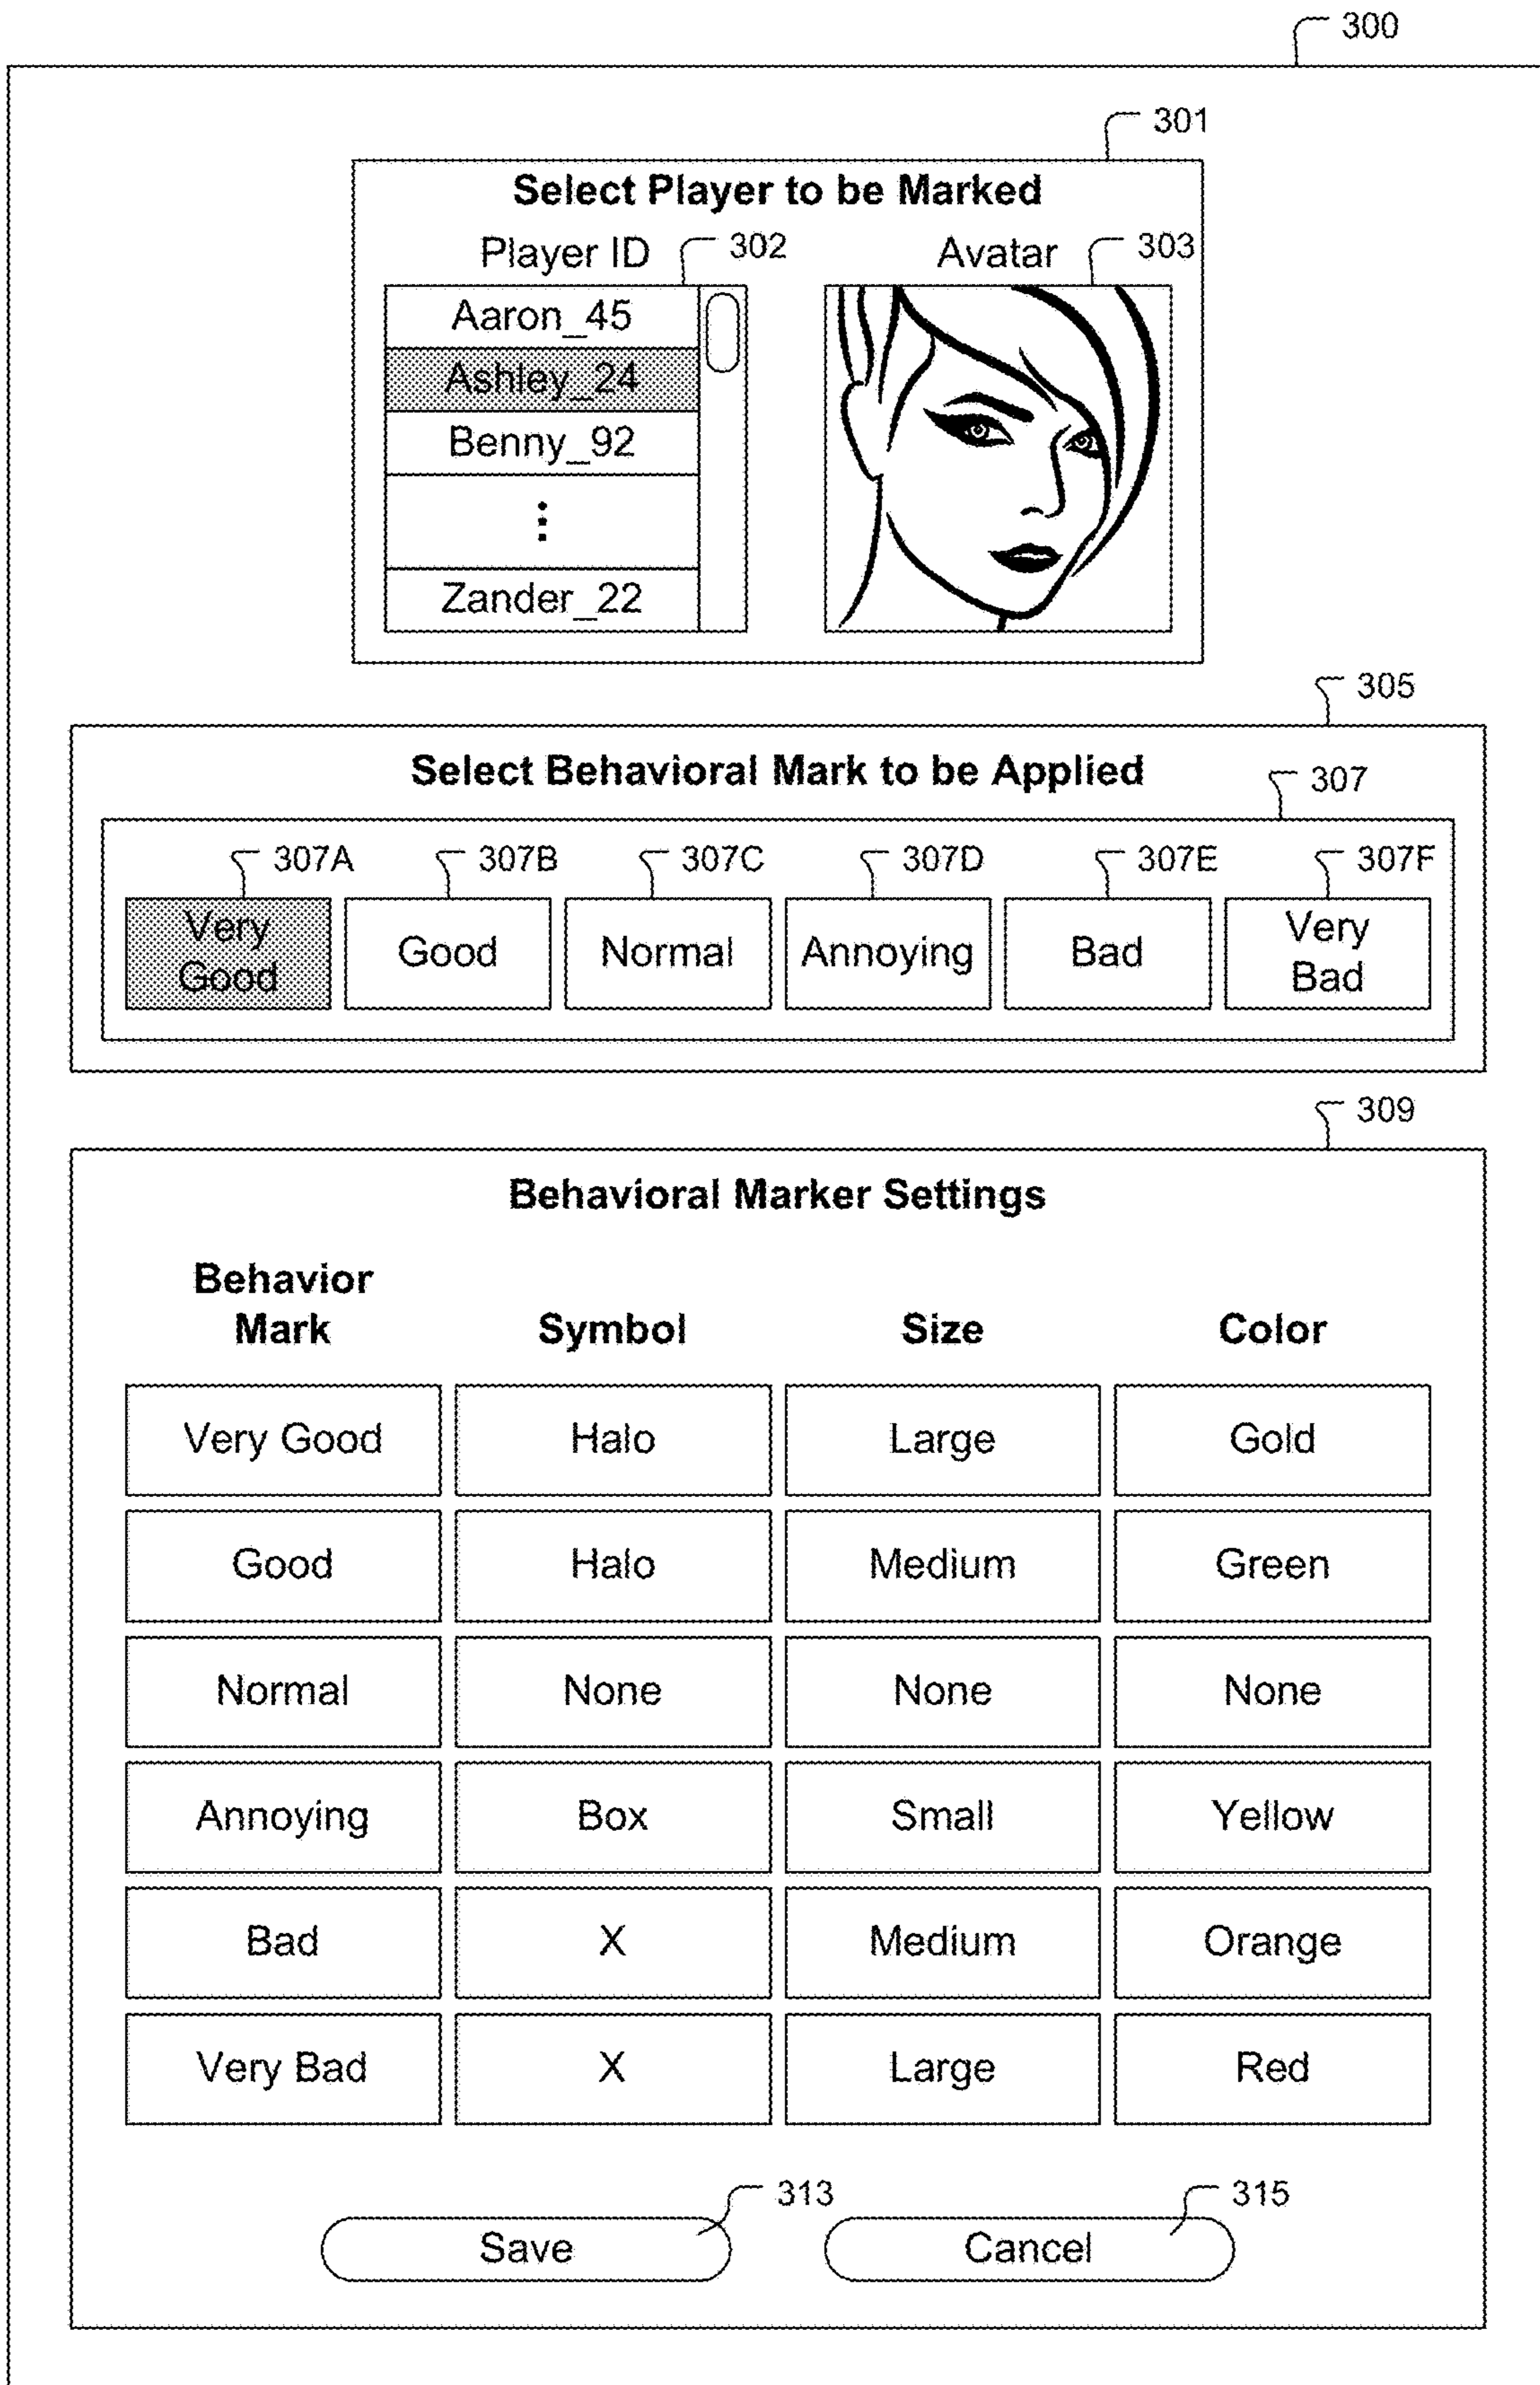 300
301
Select Player to be Marked
Player ID 302 Avatar 303
Aaron_45
Ashley_24
Benny_92
⋮
Zander_22
305
Select Behavioral Mark to be Applied
307
307A 307B 307C 307D 307E 307F
Very Good Good Normal Annoying Bad Very Bad
309
Behavioral Marker Settings
Behavior Mark Symbol Size Color
Very Good Halo Large Gold
Good Halo Medium Green
Normal None None None
Annoying Box Small Yellow
Bad X Medium Orange
Very Bad X Large Red
313 315
Save Cancel